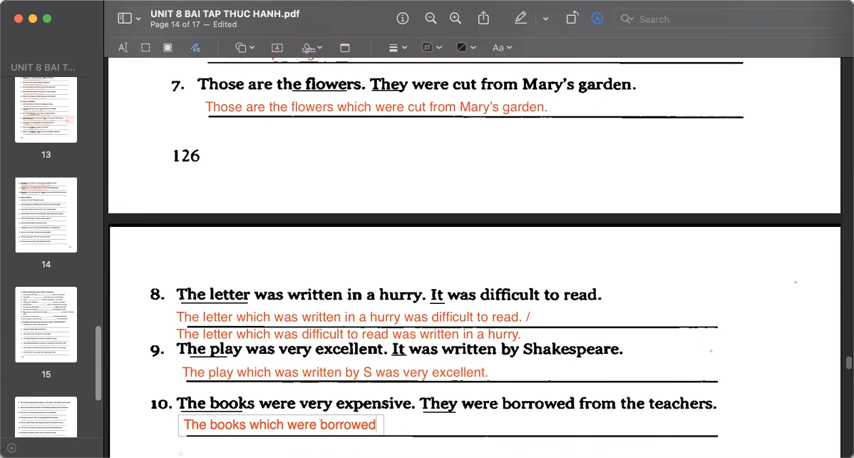 UNIT 8 BAI TAP THUC HANH.pdf
Page 14 of 17 — Edited
Search
UNIT 8 BAI T...
Aa
13
14
15
7. Those are the flowers. They were cut from Mary's garden.
Those are the flowers which were cut from Mary's garden.
126
8. The letter was written in a hurry. It was difficult to read.
The letter which was written in a hurry was difficult to read. /
The letter which was difficult to read was written in a hurry.
9. The play was very excellent. It was written by Shakespeare.
The play which was written by S was very excellent.
10. The books were very expensive. They were borrowed from the teachers.
The books which were borrowed